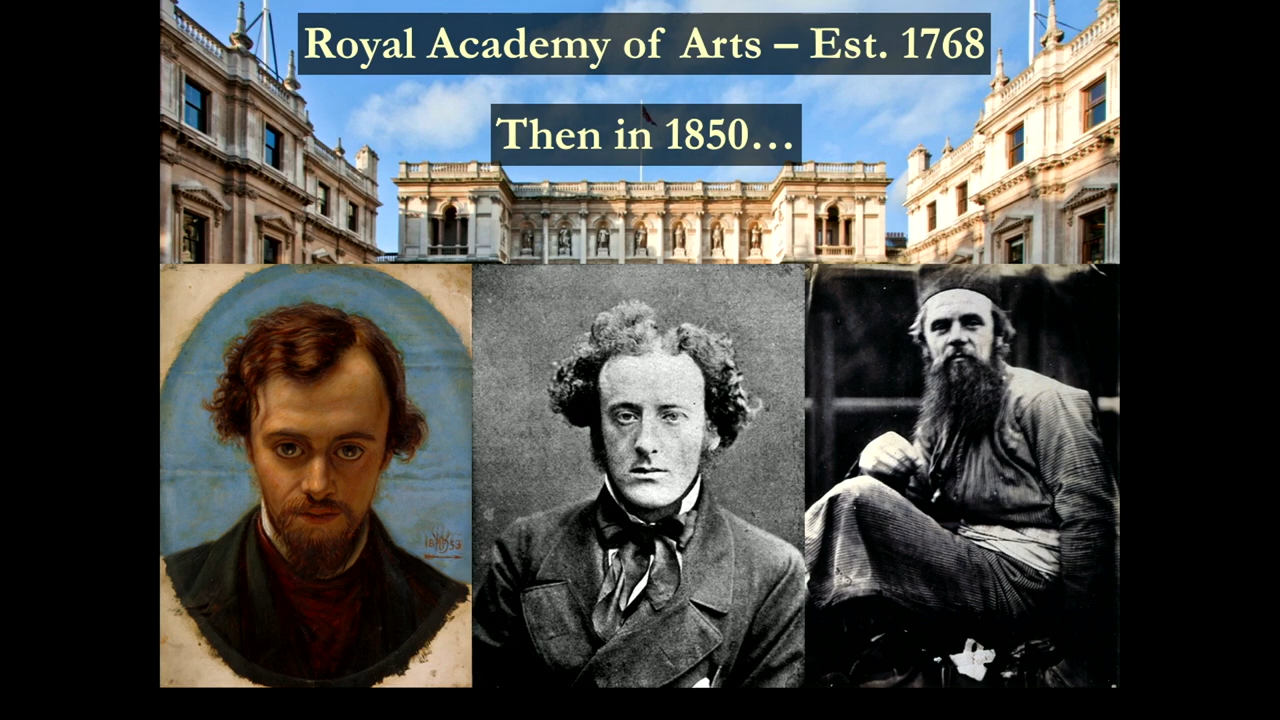 Royal Academy of Arts – Est. 1768
Then in 1850…